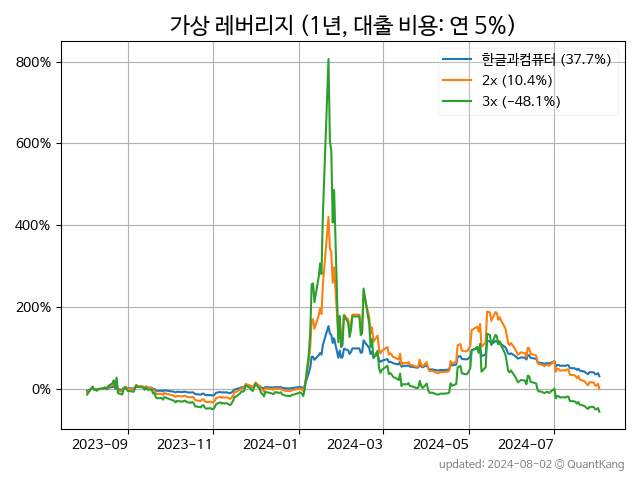 가상 레버리지 (1년, 대출 비용: 연 5%)
한글과컴퓨터 (37.7%)
2x (10.4%)
3x (-48.1%)
800%
600%
400%
200%
0%
2023-09 2023-11 2024-01 2024-03 2024-05 2024-07
updated: 2024-08-02 © QuantKang